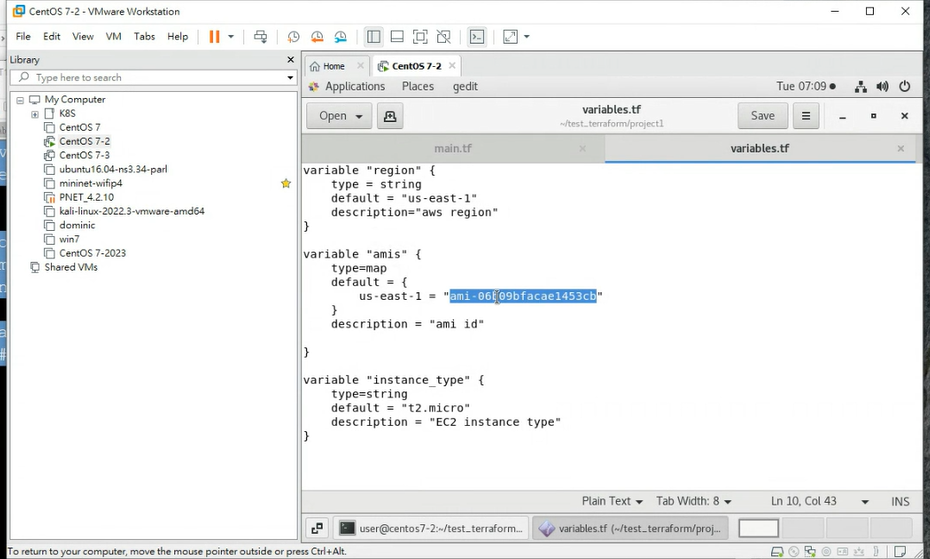 CentOS 7-2 - VMware Workstation
File Edit View VM Tabs Help
Library
Type here to search
My Computer
K8S
CentOS 7
CentOS 7-2
CentOS 7-3
ubuntu16.04-ns3.34-parl
mininet-wifip4
PNET_4.2.10
kali-linux-2022.3-vmware-amd64
dominic
win7
CentOS 7-2023
Shared VMs
Home CentOS 7-2
Applications Places gedit Tue 07:09
Open variables.tf Save
~/test_terraform/project1
main.tf variables.tf
variable "region" {
    type = string
    default = "us-east-1"
    description="aws region"
}
variable "amis" {
    type=map
    default = {
        us-east-1 = "ami-06b09bfacae1453cb"
    }
    description = "ami id"
}
variable "instance_type" {
    type=string
    default = "t2.micro"
    description = "EC2 instance type"
}
Plain Text Tab Width: 8 Ln 10, Col 43 INS
user@centos7-2:~/test_terraform... variables.tf (~/test_terraform/proj...
To return to your computer, move the mouse pointer outside or press Ctrl+Alt.